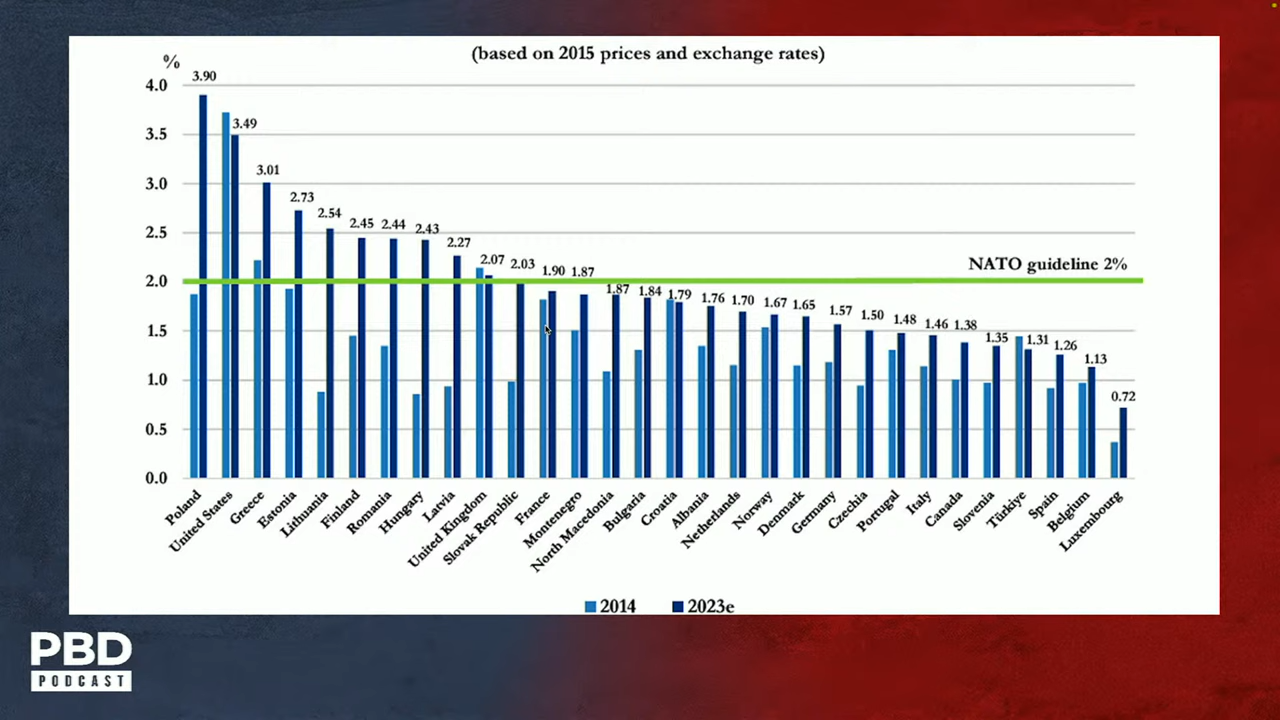 (based on 2015 prices and exchange rates)
%
4.0
3.5
3.0
2.5
2.0
1.5
1.0
0.5
0.0
3.90
3.49
3.01
2.73
2.54
2.45
2.44
2.43
2.27
2.07
2.03
1.90
1.87
1.87
1.84
1.79
1.76
1.70
1.67
1.65
1.57
1.50
1.48
1.46
1.38
1.35
1.31
1.26
1.13
0.72
NATO guideline 2%
Poland
United States
Greece
Estonia
Lithuania
Finland
Romania
Hungary
Latvia
United Kingdom
Slovak Republic
France
Montenegro
North Macedonia
Bulgaria
Croatia
Albania
Netherlands
Norway
Denmark
Germany
Czechia
Portugal
Italy
Canada
Slovenia
Türkiye
Spain
Belgium
Luxembourg
2014
2023e
PBD
PODCAST